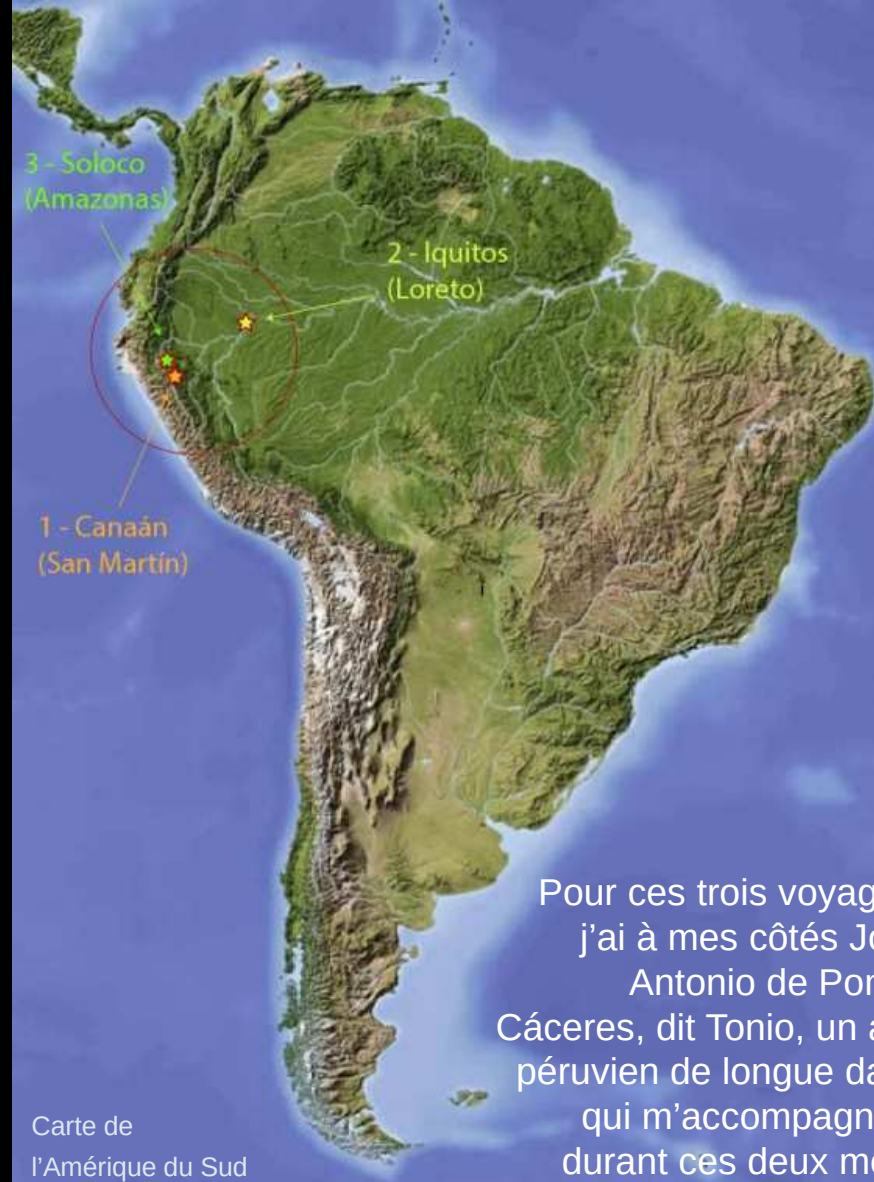 3 - Soloco
(Amazonas)
2 - Iquitos
(Loreto)
1 - Canaán
(San Martín)
Pour ces trois
j'ai à mes côtés
Antonio de
Cáceres, dit Tonio, un
péruvien de longue
qui
durant ces deux
Carte de
l'Amérique du Sud